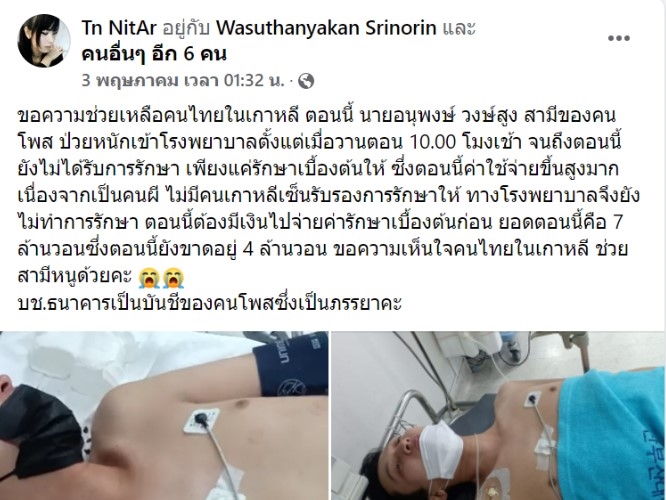 Tn NitAr อยู่กับ Wasuthanyakan Srinorin และ
คนอื่นๆ อีก 6 คน
3 พฤษภาคม เวลา 01:32 น. ·
ขอความช่วยเหลือคนไทยในเกาหลี ตอนนี้ นายอนุพงษ์ วงษ์สูง สามีของคน
โพส ป่วยหนักเข้าโรงพยาบาลตั้งแต่เมื่อวานตอน 10.00 โมงเช้า จนถึงตอนนี้
ยังไม่ได้รับการรักษา เพียงแค่รักษาเบื้องต้นให้ ซึ่งตอนนี้ค่าใช้จ่ายขึ้นสูงมาก
เนื่องจากเป็นคนผี ไม่มีคนเกาหลีเซ็นรับรองการรักษาให้ ทางโรงพยาบาลจึงยัง
ไม่ทำการรักษา ตอนนี้ต้องมีเงินไปจ่ายค่ารักษาเบื้องต้นก่อน ยอดตอนนี้คือ 7
ล้านวอนซึ่งตอนนี้ยังขาดอยู่ 4 ล้านวอน ขอความเห็นใจคนไทยในเกาหลี ช่วย
สามีหนูด้วยคะ 😭😭
บช.ธนาคารเป็นบันชีของคนโพสซึ่งเป็นภรรยาคะ